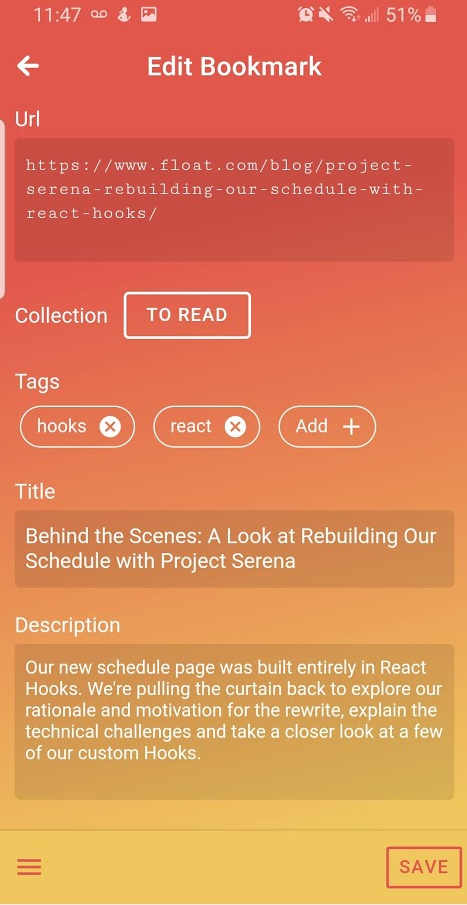 11:47 51%
Edit Bookmark
Url
https://www.float.com/blog/project-
serena-rebuilding-our-schedule-with-
react-hooks/
Collection TO READ
Tags
hooks react Add
Title
Behind the Scenes: A Look at Rebuilding Our
Schedule with Project Serena
Description
Our new schedule page was built entirely in React
Hooks. We're pulling the curtain back to explore our
rationale and motivation for the rewrite, explain the
technical challenges and take a closer look at a few
of our custom Hooks.
SAVE